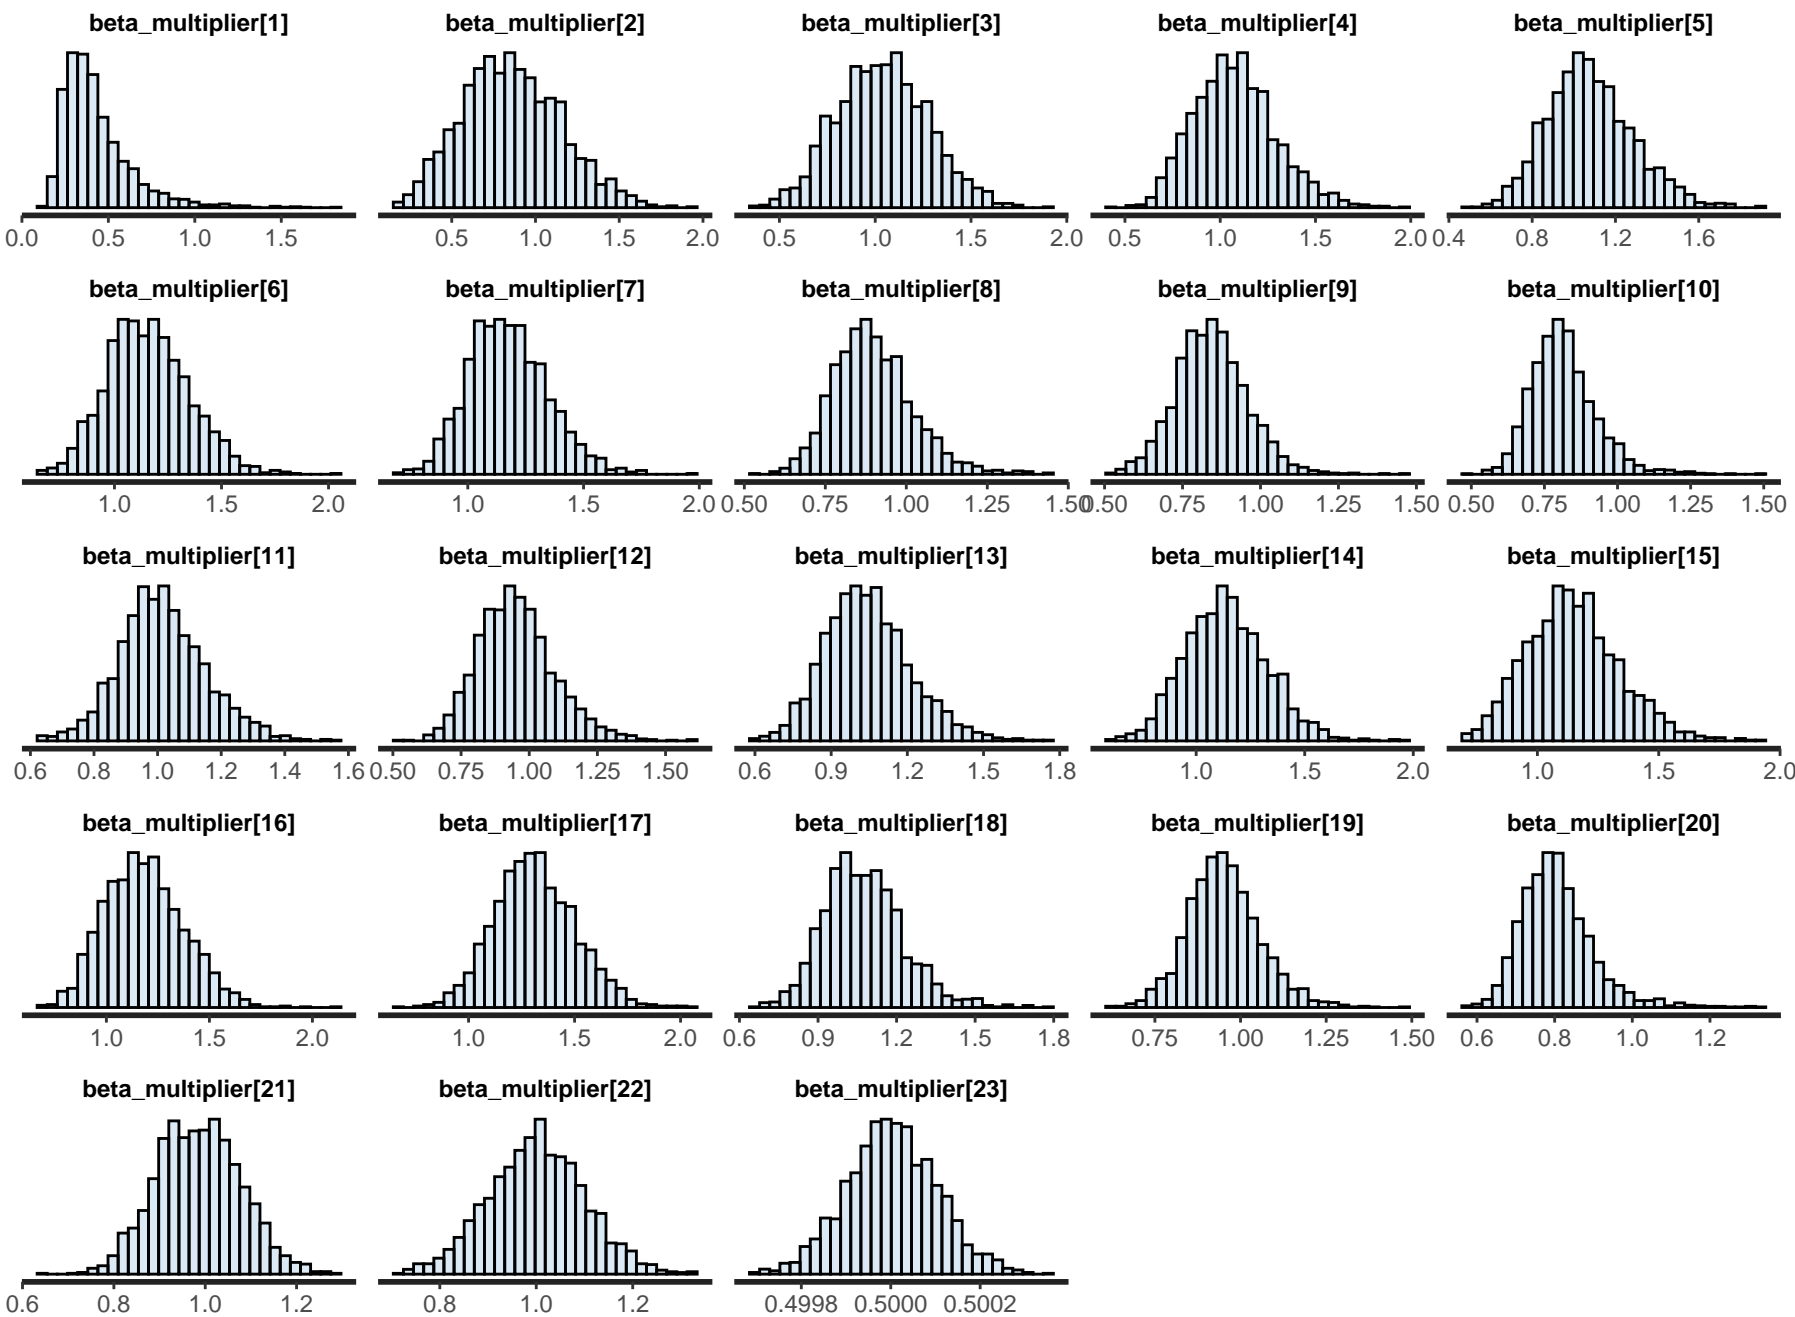 beta_multiplier[1] beta_multiplier[2] beta_multiplier[3] beta_multiplier[4] beta_multiplier[5]
0.0 0.5 1.0 1.5 0.5 1.0 1.5 2.0 0.5 1.0 1.5 2.0 0.5 1.0 1.5 2.0 0.4 0.8 1.2 1.6
beta_multiplier[6] beta_multiplier[7] beta_multiplier[8] beta_multiplier[9] beta_multiplier[10]
1.0 1.5 2.0 1.0 1.5 2.0 0.50 0.75 1.00 1.25 1.50 0.50 0.75 1.00 1.25 1.50 0.50 0.75 1.00 1.25 1.50
beta_multiplier[11] beta_multiplier[12] beta_multiplier[13] beta_multiplier[14] beta_multiplier[15]
0.6 0.8 1.0 1.2 1.4 1.6 0.50 0.75 1.00 1.25 1.50 0.6 0.9 1.2 1.5 1.8 1.0 1.5 2.0 1.0 1.5 2.0
beta_multiplier[16] beta_multiplier[17] beta_multiplier[18] beta_multiplier[19] beta_multiplier[20]
1.0 1.5 2.0 1.0 1.5 2.0 0.6 0.9 1.2 1.5 1.8 0.75 1.00 1.25 1.50 0.6 0.8 1.0 1.2
beta_multiplier[21] beta_multiplier[22] beta_multiplier[23]
0.6 0.8 1.0 1.2 0.8 1.0 1.2 0.4998 0.5000 0.5002